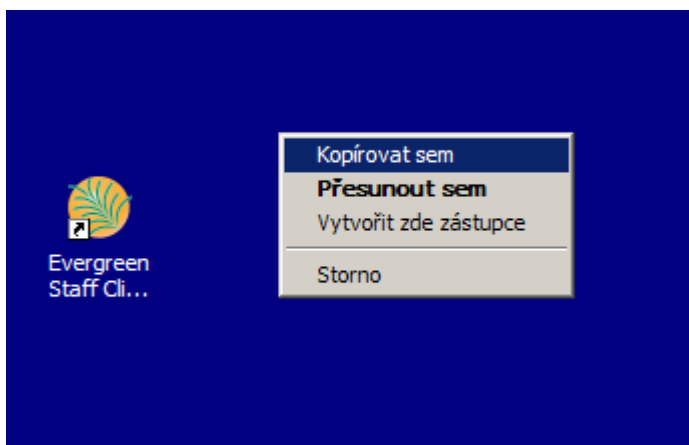 Kopírovat sem
Přesunout sem
Vytvořit zde zástupce
Storno
Evergreen
Staff Cli...